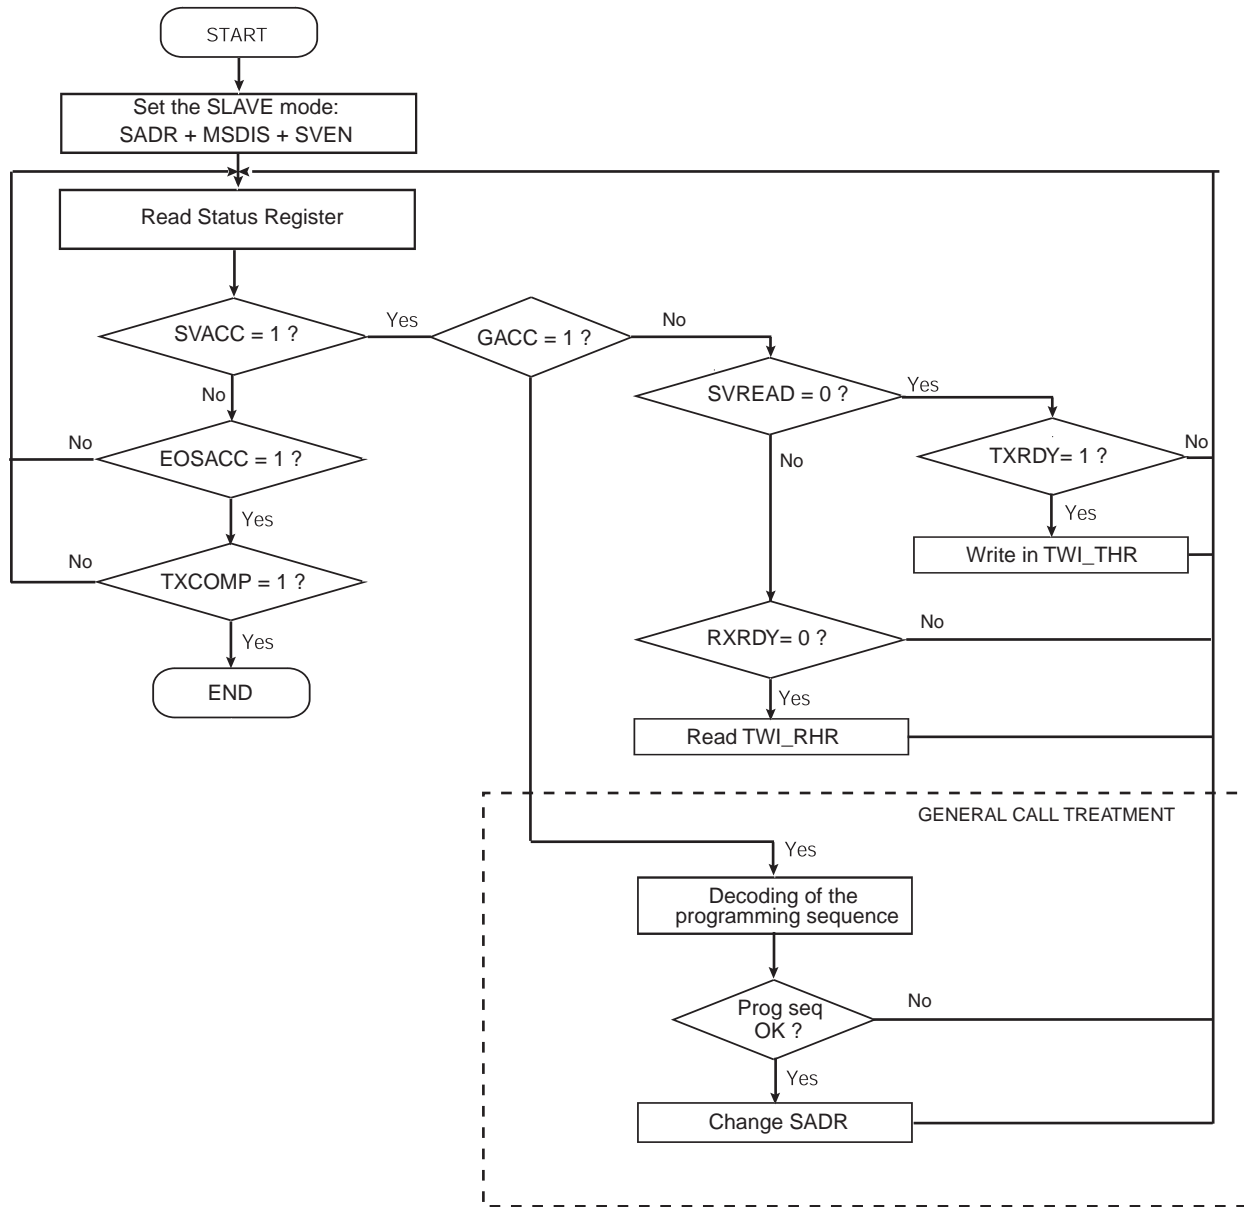 START
Set the SLAVE mode:
SADR + MSDIS + SVEN
Read Status Register
SVACC = 1 ?
Yes
GACC = 1 ?
No
SVREAD = 0 ?
Yes
No
No
EOSACC = 1 ?
No
TXRDY= 1 ?
No
Yes
Yes
Write in TWI_THR
No
TXCOMP = 1 ?
Yes
END
RXRDY= 0 ?
No
Yes
Read TWI_RHR
GENERAL CALL TREATMENT
Yes
Decoding of the
programming sequence
Prog seq
OK ?
No
Yes
Change SADR